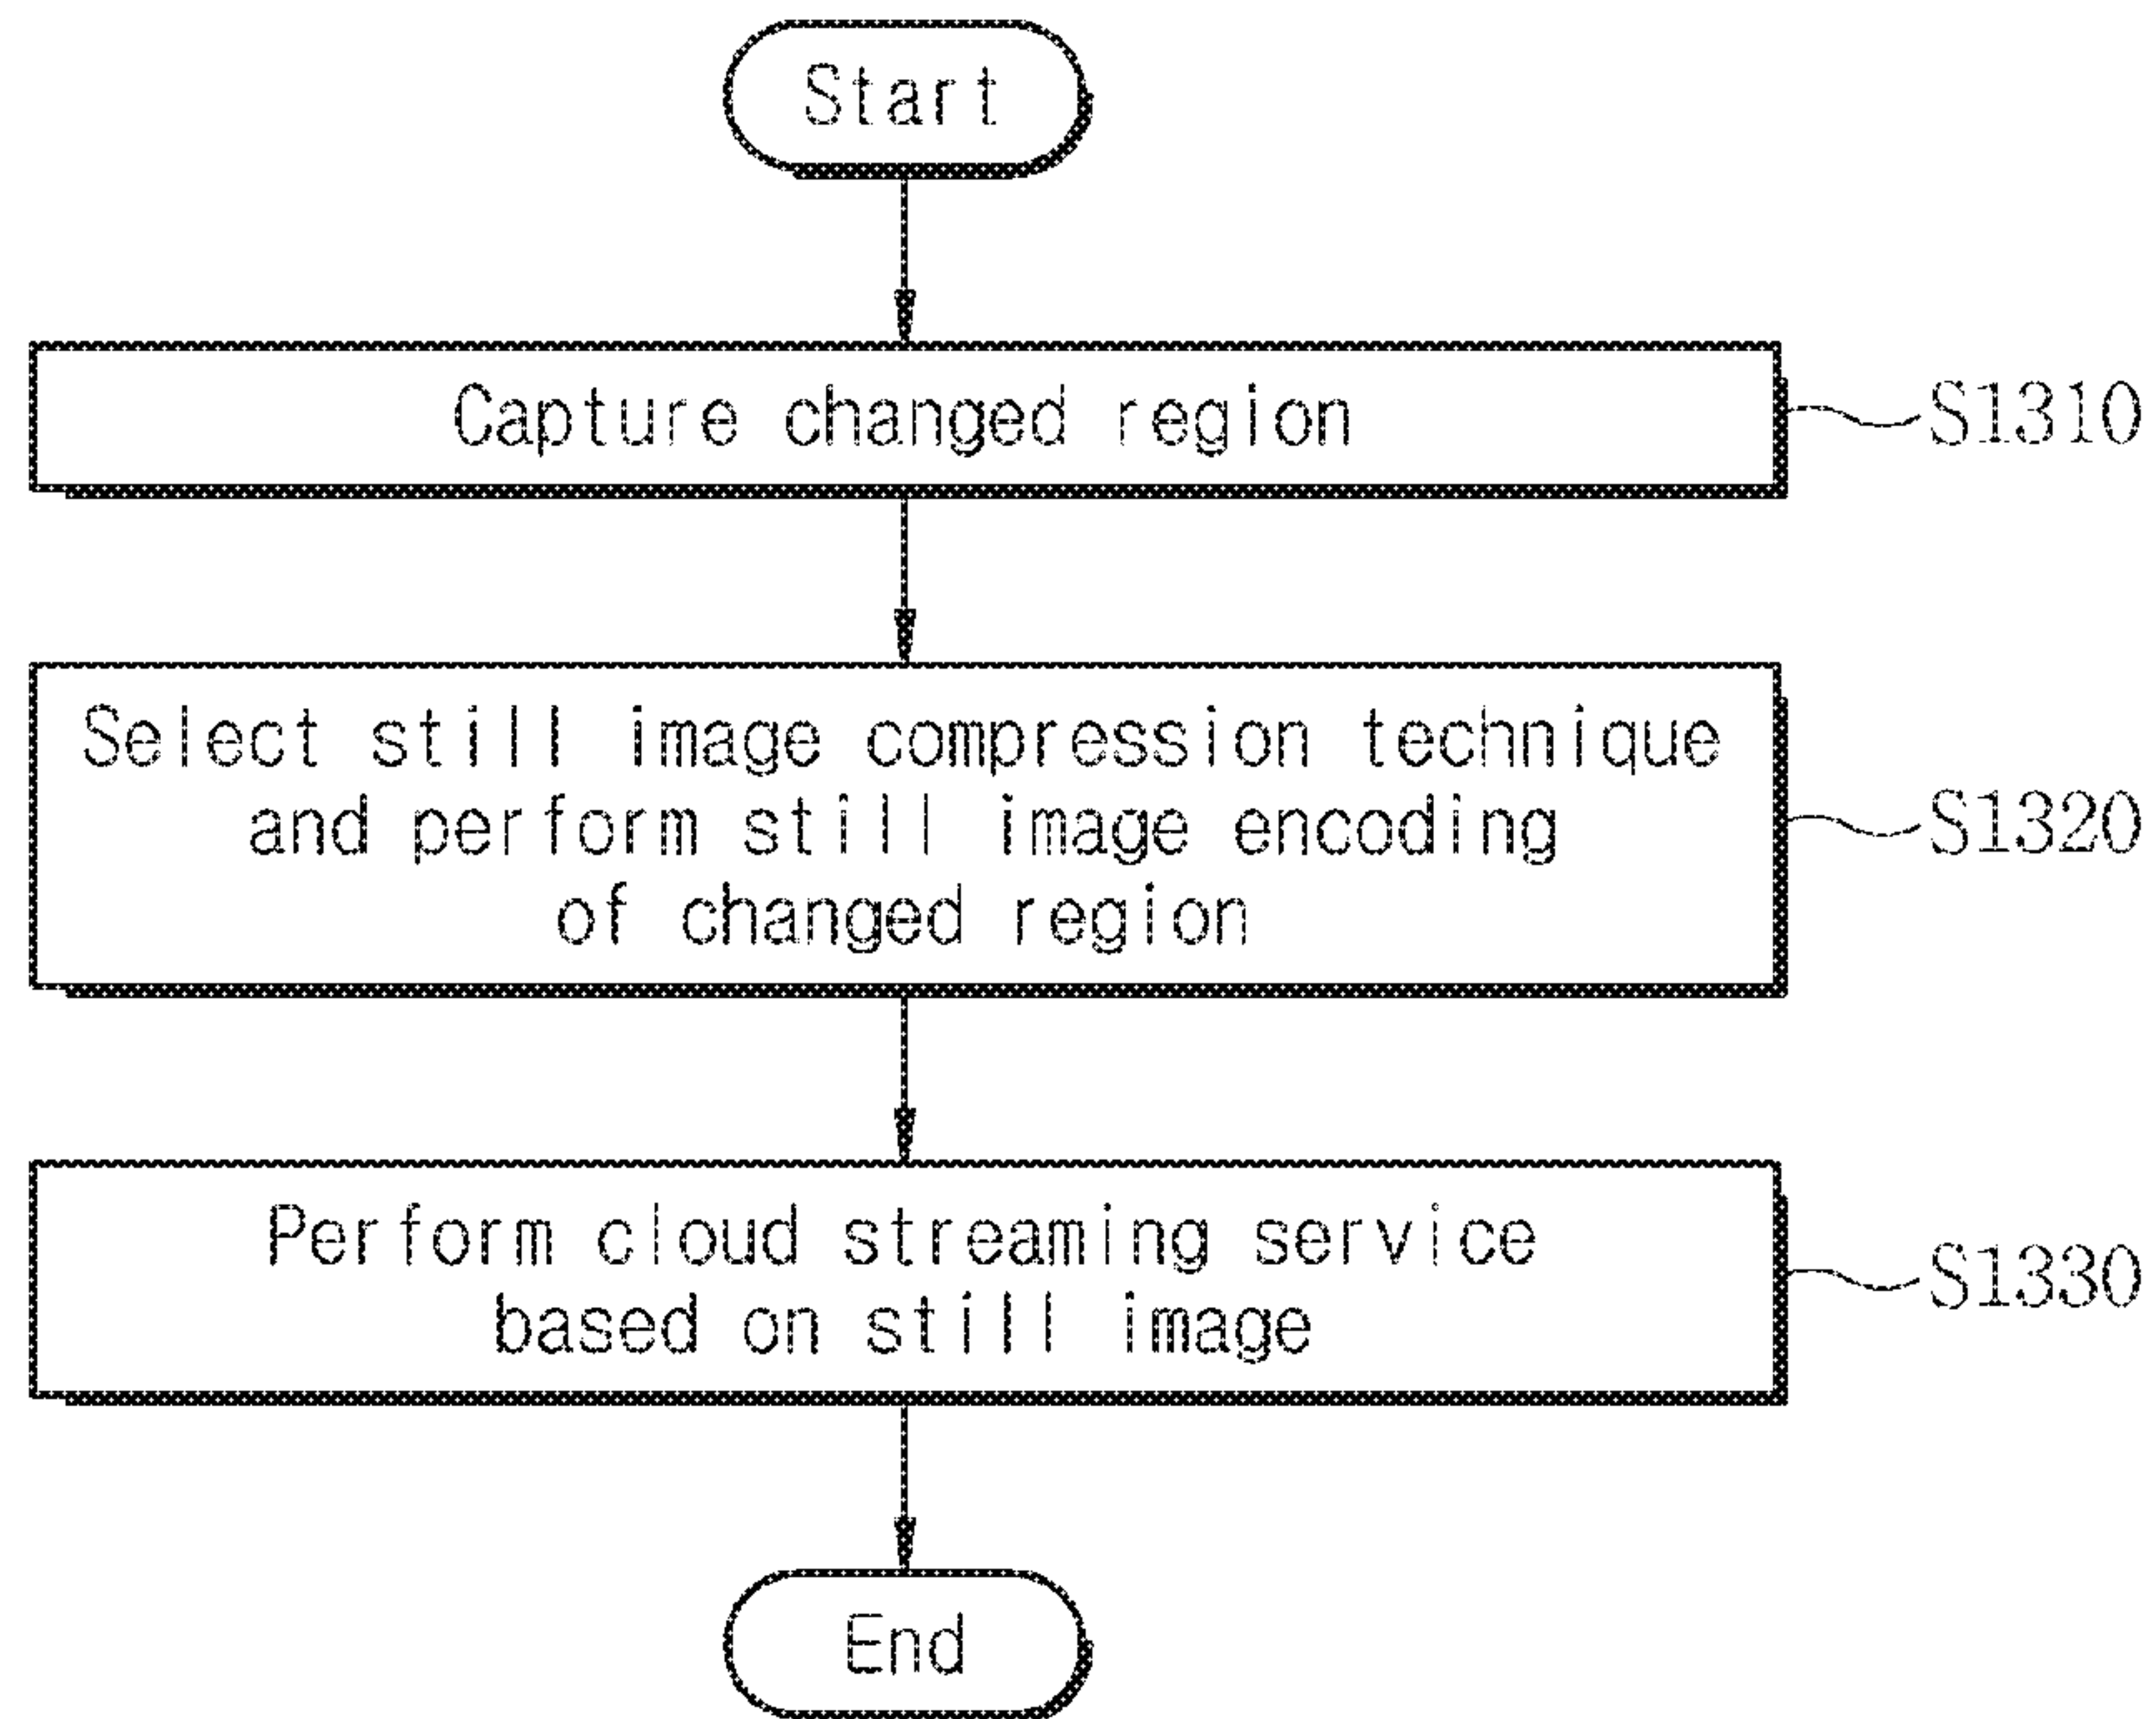 Start
Capture changed region
S1310
Select still image compression technique
and perform still image encoding
of changed region
S1320
Perform cloud streaming service
based on still image
S1330
End